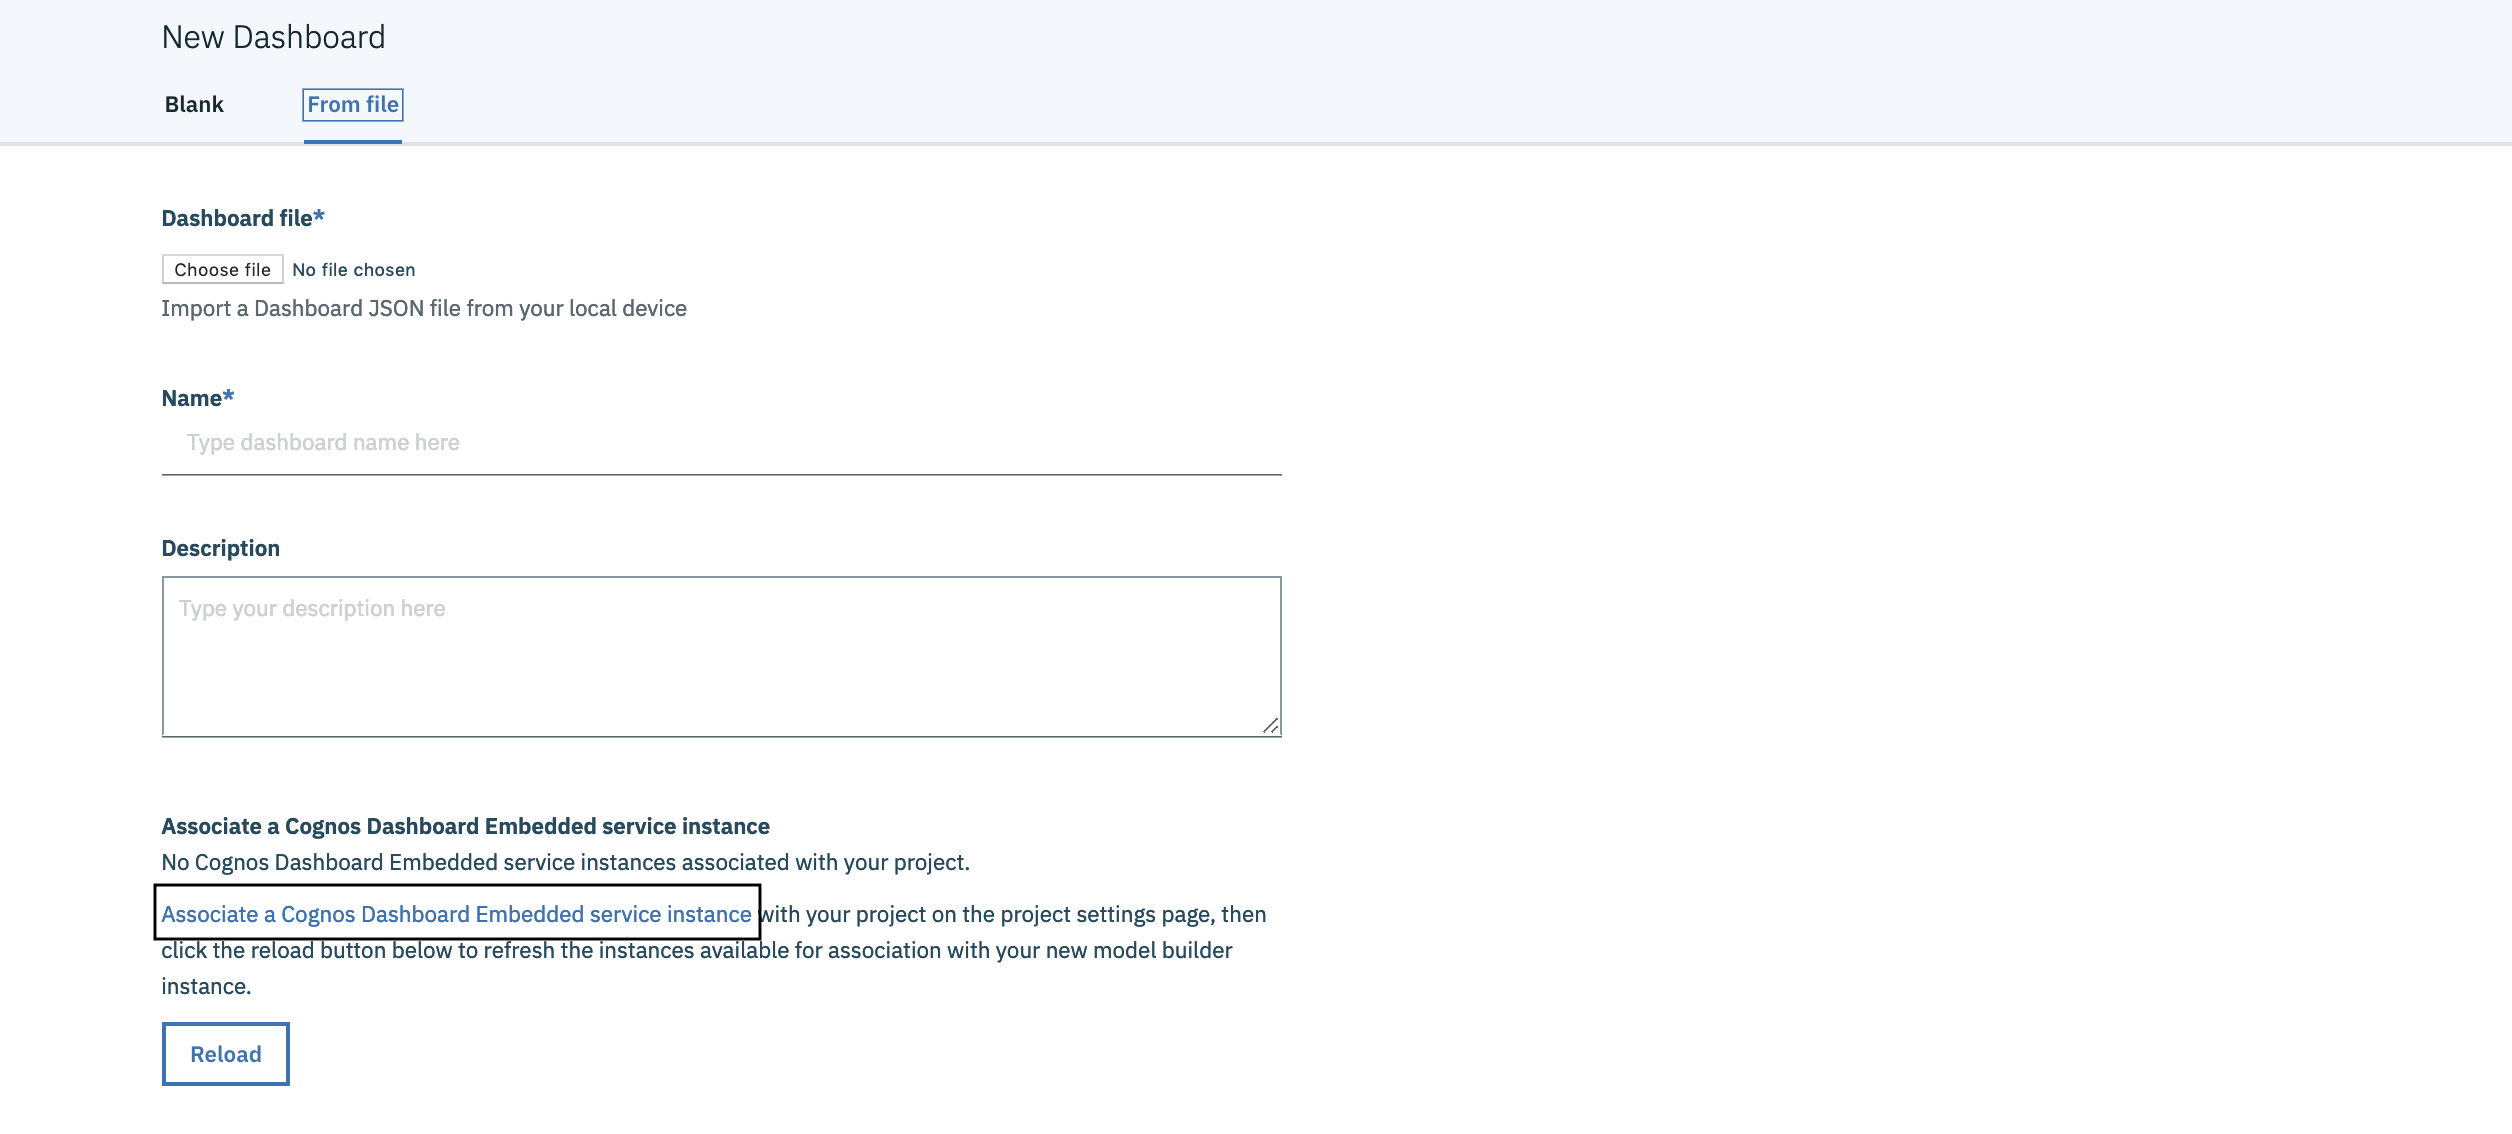 New Dashboard
Blank
From file
Dashboard file*
Choose file No file chosen
Import a Dashboard JSON file from your local device
Name*
Type dashboard name here
Description
Type your description here
Associate a Cognos Dashboard Embedded service instance
No Cognos Dashboard Embedded service instances associated with your project.
Associate a Cognos Dashboard Embedded service instance with your project on the project settings page, then
click the reload button below to refresh the instances available for association with your new model builder
instance.
Reload